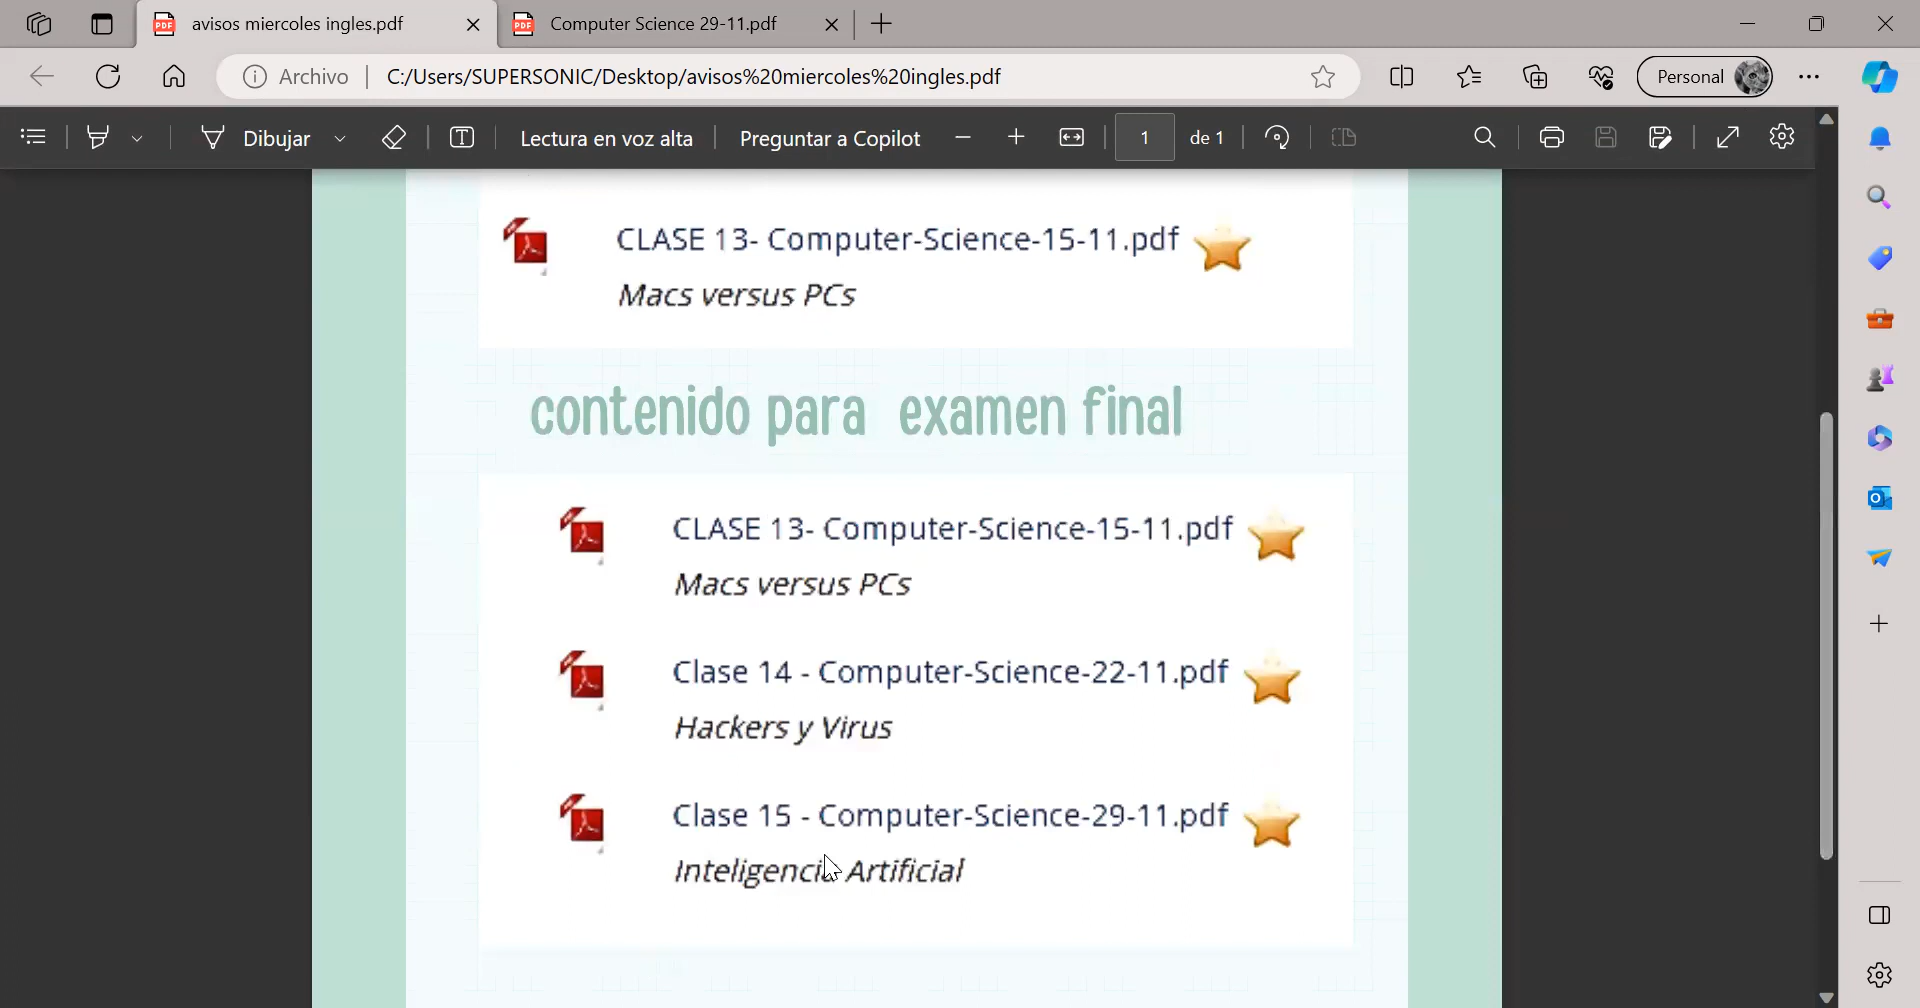 avisos miercoles ingles.pdf
Computer Science 29-11.pdf
Archivo
C:/Users/SUPERSONIC/Desktop/avisos%20miercoles%20ingles.pdf
Personal
Dibujar
Lectura en voz alta
Preguntar a Copilot
1
de 1
CLASE 13- Computer-Science-15-11.pdf
Macs versus PCs
contenido para examen final
CLASE 13- Computer-Science-15-11.pdf
Macs versus PCs
Clase 14 - Computer-Science-22-11.pdf
Hackers y Virus
Clase 15 - Computer-Science-29-11.pdf
Inteligencia Artificial